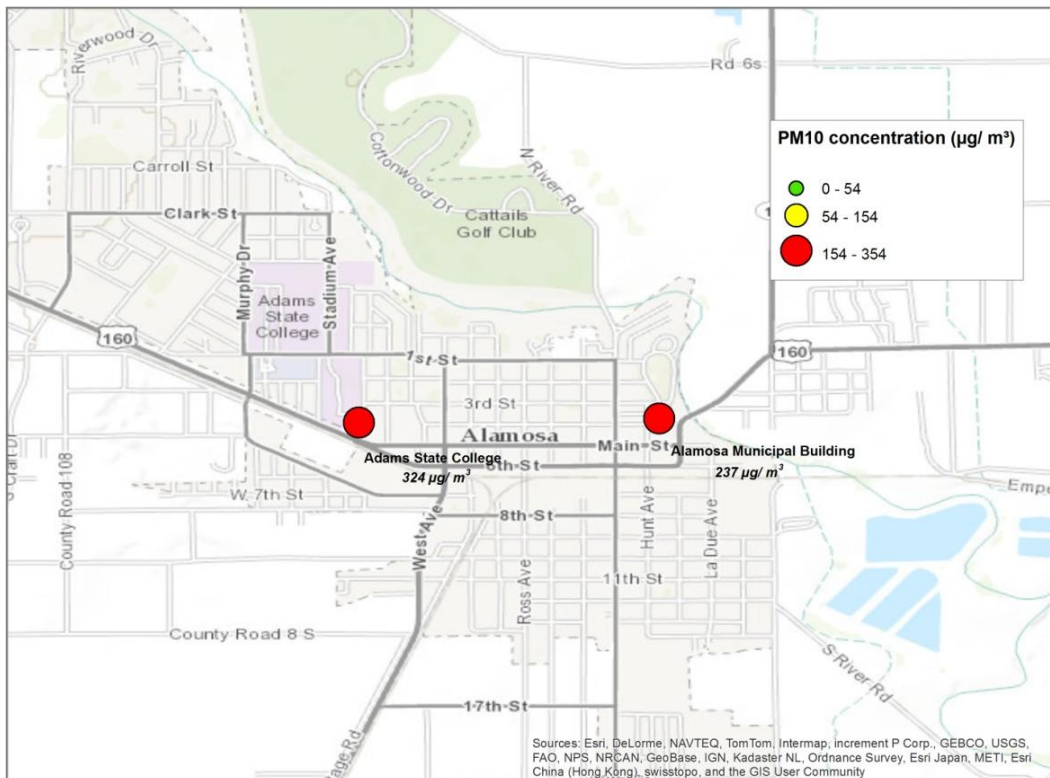 Riverwood Dr
Rd 6s
PM10 concentration (µg/ m³)
0 - 54
54 - 154
154 - 354
Carroll St
Cottonwood Dr
N River Rd
Clark St
Cattails
Golf Club
Murphy Dr
Stadium Ave
Adams
State
College
160
1st St
160
3rd St
Alamosa
Main St
Alamosa Municipal Building
237 µg/ m³
Adams State College
324 µg/ m³
6th St
County Road 108
W 7th St
8th St
Hunt Ave
La Due Ave
West Ave
Ross Ave
11th St
County Road 8 S
S River Rd
17th St
Sources: Esri, DeLorme, NAVTEQ, TomTom, Intermap, increment P Corp., GEBCO, USGS,
FAO, NPS, NRCAN, GeoBase, IGN, Kadaster NL, Ordnance Survey, Esri Japan, METI, Esri
China (Hong Kong), swisstopo, and the GIS User Community